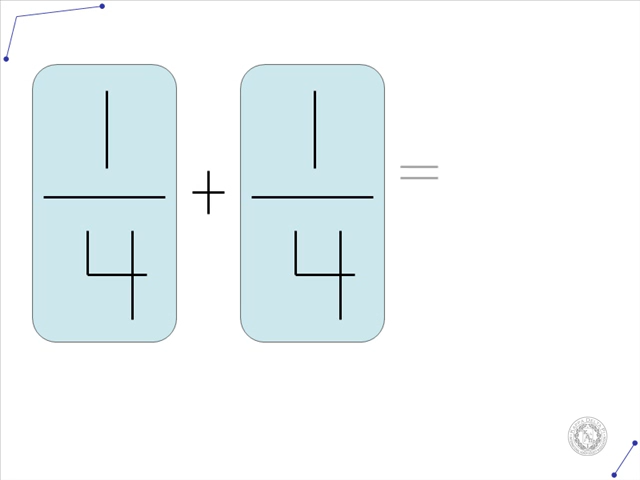 1/4 + 1/4 =